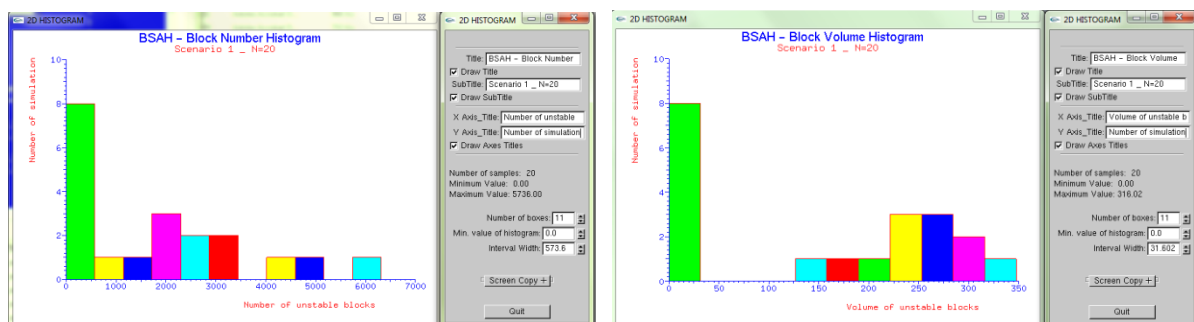 2D HISTOGRAM
BSAH – Block Number Histogram
Scenario 1 _ N=20
Number of simulation
10
8
6
4
2
0
0 1000 2000 3000 4000 5000 6000 7000
Number of unstable blocks
2D HISTOGRAM
Title: BSAH – Block Number
Draw Title
SubTitle: Scenario 1 _ N=20
Draw SubTitle
X Axis_Title: Number of unstable
Y Axis_Title: Number of simulation
Draw Axes Titles
Number of samples: 20
Minimum Value: 0.00
Maximum Value: 5736.00
Number of boxes: 11
Min. value of histogram: 0.0
Interval Width: 573.6
Screen Copy +
Quit
2D HISTOGRAM
BSAH – Block Volume Histogram
Scenario 1 _ N=20
Number of simulation
10
8
6
4
2
0
0 50 100 150 200 250 300 350
Volume of unstable blocks
2D HISTOGRAM
Title: BSAH – Block Volume
Draw Title
SubTitle: Scenario 1 _ N=20
Draw SubTitle
X Axis_Title: Volume of unstable b
Y Axis_Title: Number of simulation
Draw Axes Titles
Number of samples: 20
Minimum Value: 0.00
Maximum Value: 316.02
Number of boxes: 11
Min. value of histogram: 0.0
Interval Width: 31.602
Screen Copy +
Quit